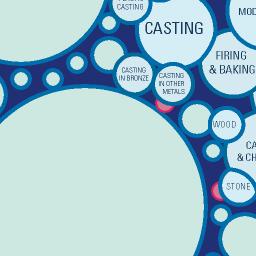 CASTING
CASTING
MOD
FIRING
& BAKING
CASTING
IN BRONZE
CASTING
IN OTHER
METALS
WOOD
CA
& CH
STONE